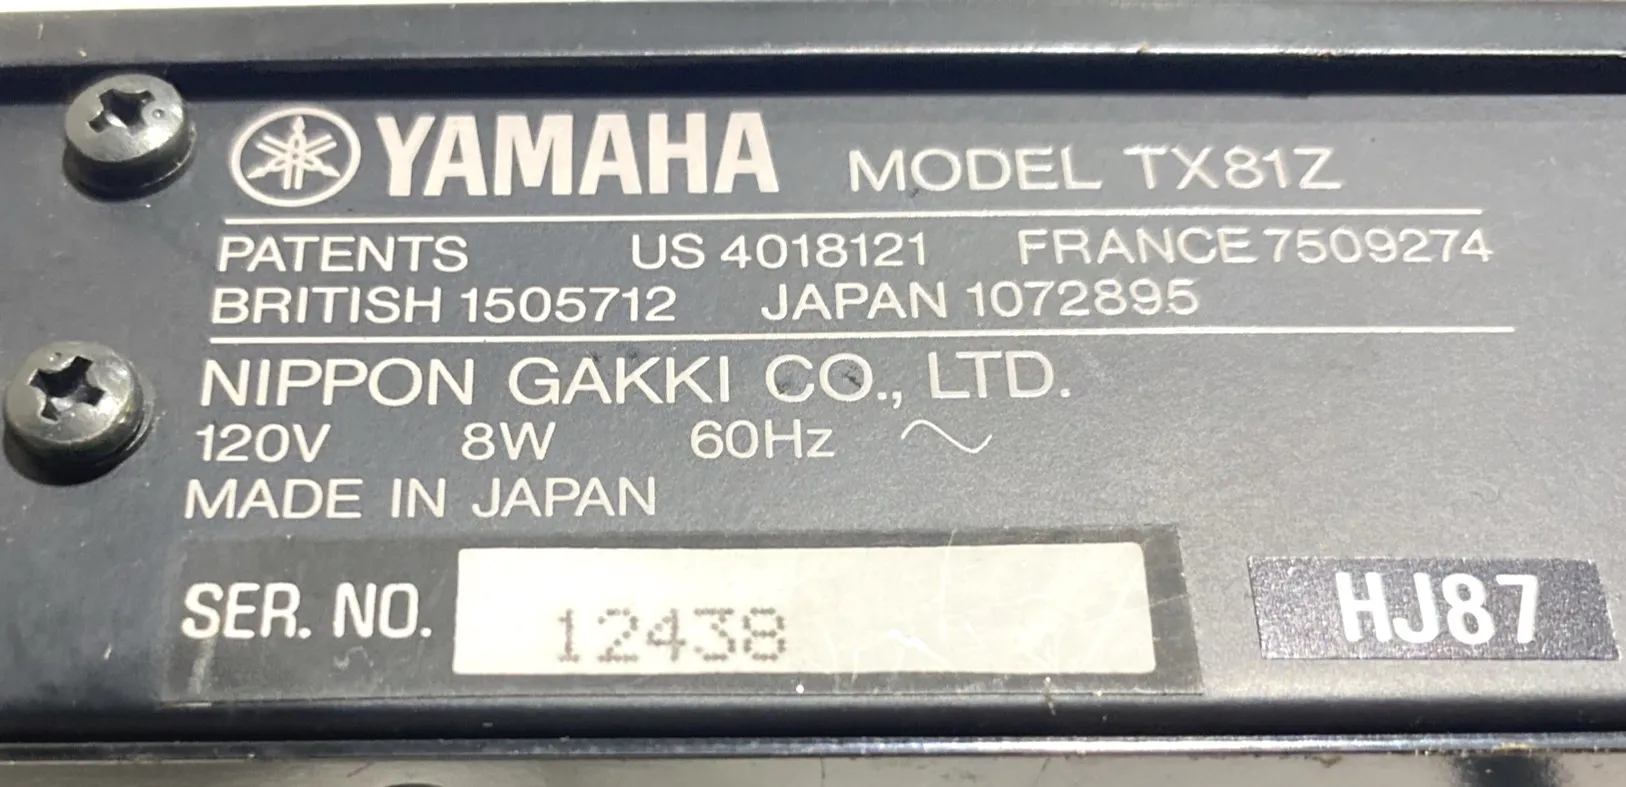 YAMAHA MODEL TX81Z
PATENTS US 4018121 FRANCE 7509274
BRITISH 1505712 JAPAN 1072895
NIPPON GAKKI CO., LTD.
120V 8W 60Hz ~
MADE IN JAPAN
SER. NO. 12438
HJ87